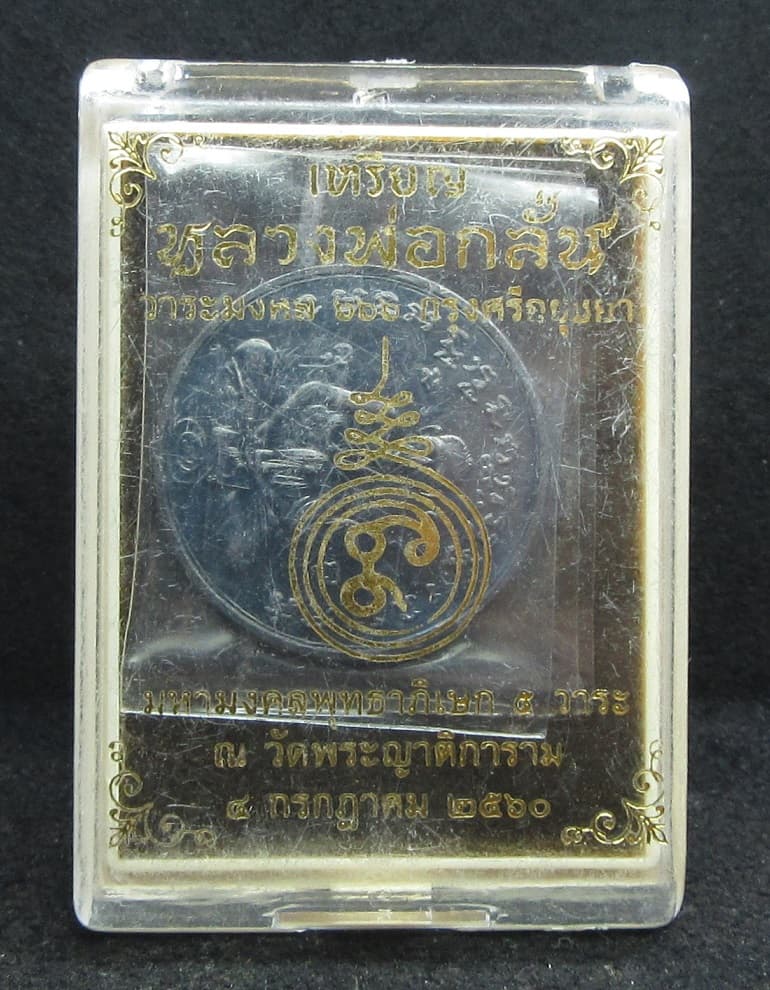 เหรียญ
หลวงพ่อกลั่น
วาระมงคล ๖๖๖ กรุงศรีอยุธยา
มหามงคลพุทธาภิเษก ๕ วาระ
ณ วัดพระญาติการาม
๔ กรกฎาคม ๒๕๖๐